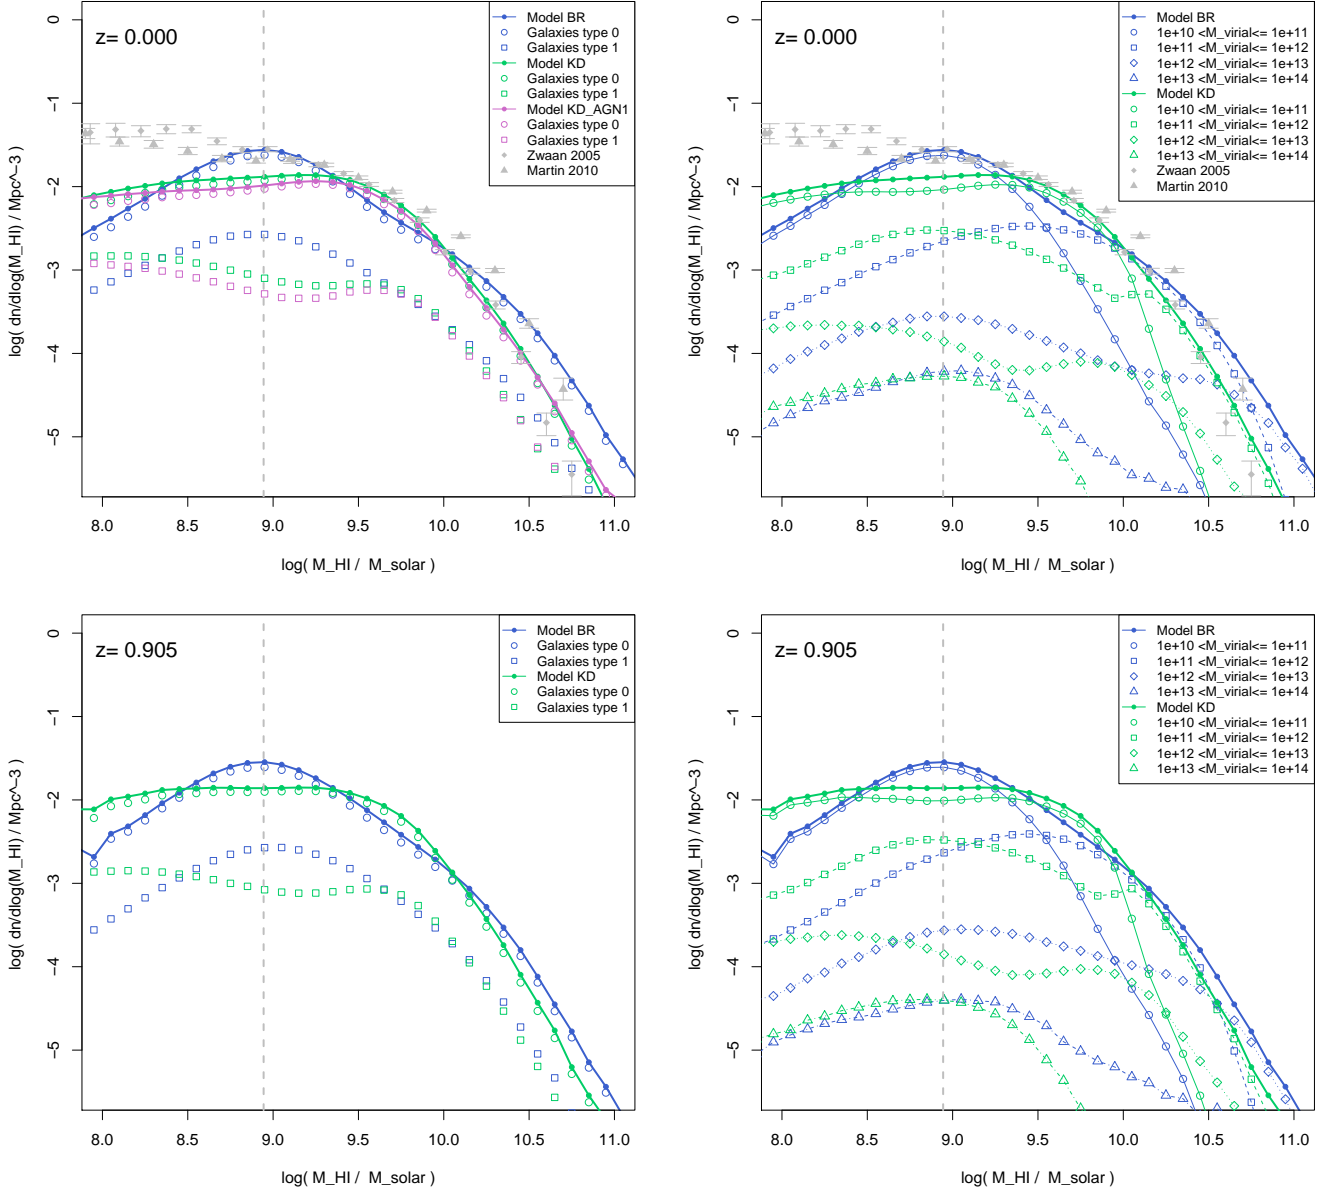 z= 0.000
Model BR
Galaxies type 0
Galaxies type 1
Model KD
Galaxies type 0
Galaxies type 1
Model KD_AGN1
Galaxies type 0
Galaxies type 1
Zwaan 2005
Martin 2010
0
-1
-2
-3
-4
-5
log( dn/dlog(M_HI) / Mpc^-3 )
8.0 8.5 9.0 9.5 10.0 10.5 11.0
log( M_HI / M_solar )
z= 0.000
Model BR
1e+10 <M_virial<= 1e+11
1e+11 <M_virial<= 1e+12
1e+12 <M_virial<= 1e+13
1e+13 <M_virial<= 1e+14
Model KD
1e+10 <M_virial<= 1e+11
1e+11 <M_virial<= 1e+12
1e+12 <M_virial<= 1e+13
1e+13 <M_virial<= 1e+14
Zwaan 2005
Martin 2010
0
-1
-2
-3
-4
-5
log( dn/dlog(M_HI) / Mpc^-3 )
8.0 8.5 9.0 9.5 10.0 10.5 11.0
log( M_HI / M_solar )
z= 0.905
Model BR
Galaxies type 0
Galaxies type 1
Model KD
Galaxies type 0
Galaxies type 1
0
-1
-2
-3
-4
-5
log( dn/dlog(M_HI) / Mpc^-3 )
8.0 8.5 9.0 9.5 10.0 10.5 11.0
log( M_HI / M_solar )
z= 0.905
Model BR
1e+10 <M_virial<= 1e+11
1e+11 <M_virial<= 1e+12
1e+12 <M_virial<= 1e+13
1e+13 <M_virial<= 1e+14
Model KD
1e+10 <M_virial<= 1e+11
1e+11 <M_virial<= 1e+12
1e+12 <M_virial<= 1e+13
1e+13 <M_virial<= 1e+14
0
-1
-2
-3
-4
-5
log( dn/dlog(M_HI) / Mpc^-3 )
8.0 8.5 9.0 9.5 10.0 10.5 11.0
log( M_HI / M_solar )